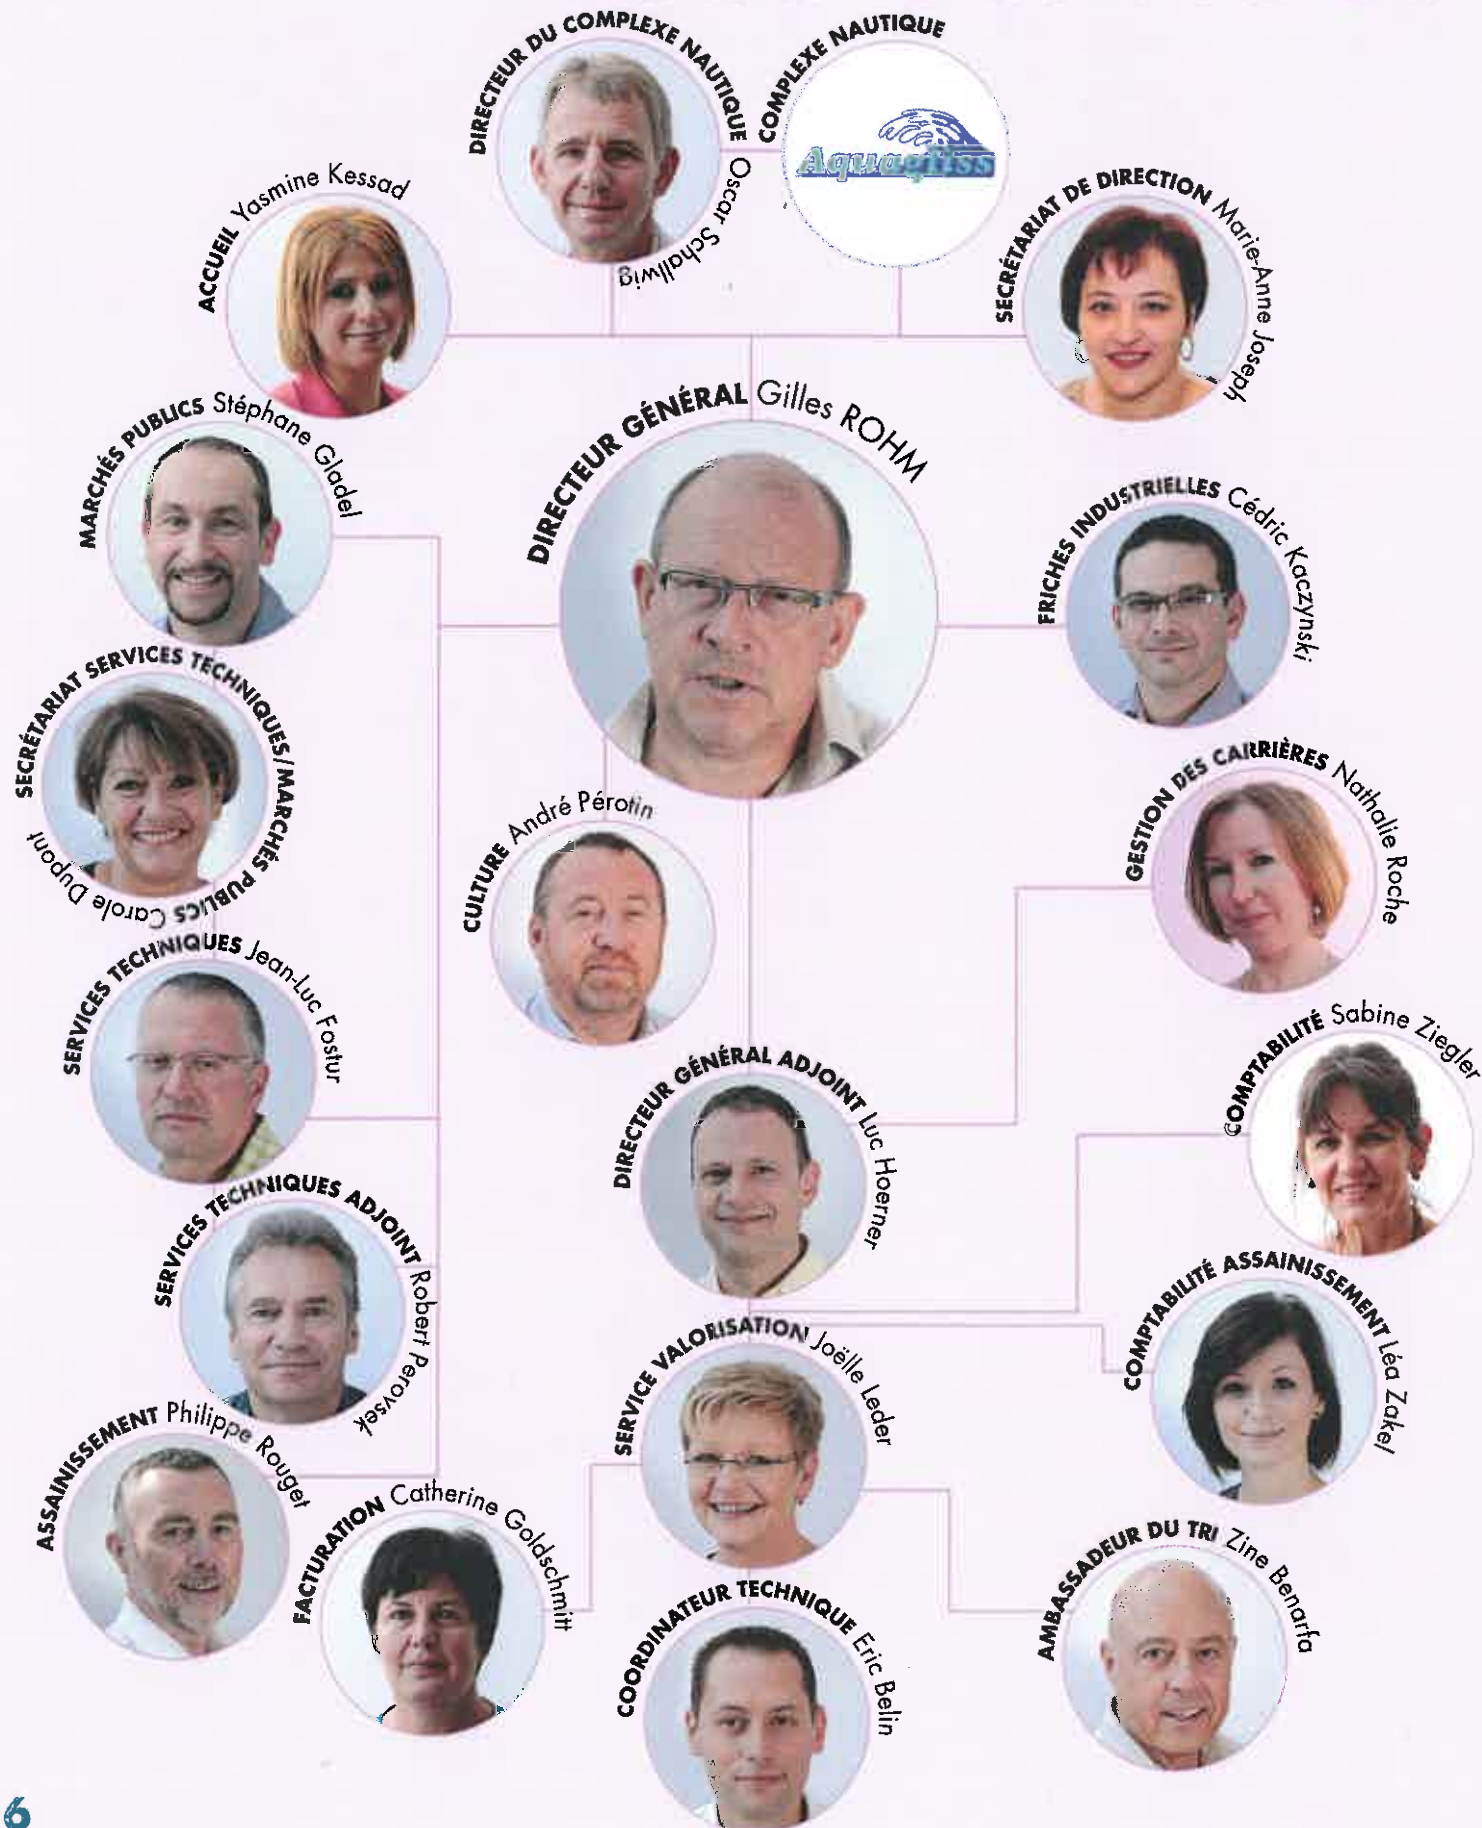 DIRECTEUR DU COMPLEXE NAUTIQUE Oscar Schallwig
COMPLEXE NAUTIQUE
Aquagliss
ACCUEIL Yasmine Kessad
SECRÉTARIAT DE DIRECTION Marie-Anne Joseph
MARCHÉS PUBLICS Stéphane Gladel
DIRECTEUR GÉNÉRAL Gilles ROHM
FRICHES INDUSTRIELLES Cédric Kaczynski
SECRÉTARIAT SERVICES TECHNIQUES/MARCHÉS PUBLICS Carole Dupont
GESTION DES CARRIÈRES Nathalie Roche
CULTURE André Pérotin
SERVICES TECHNIQUES Jean-Luc Fostur
COMPTABILITÉ Sabine Ziegler
DIRECTEUR GÉNÉRAL ADJOINT Luc Hoerner
SERVICES TECHNIQUES ADJOINT Robert Perovsek
COMPTABILITÉ ASSAINISSEMENT Léa Zakel
SERVICE VALORISATION Joëlle Leder
ASSAINISSEMENT Philippe Rouget
FACTURATION Catherine Goldschmitt
AMBASSADEUR DU TRI Zine Benarfa
COORDINATEUR TECHNIQUE Eric Belin
6